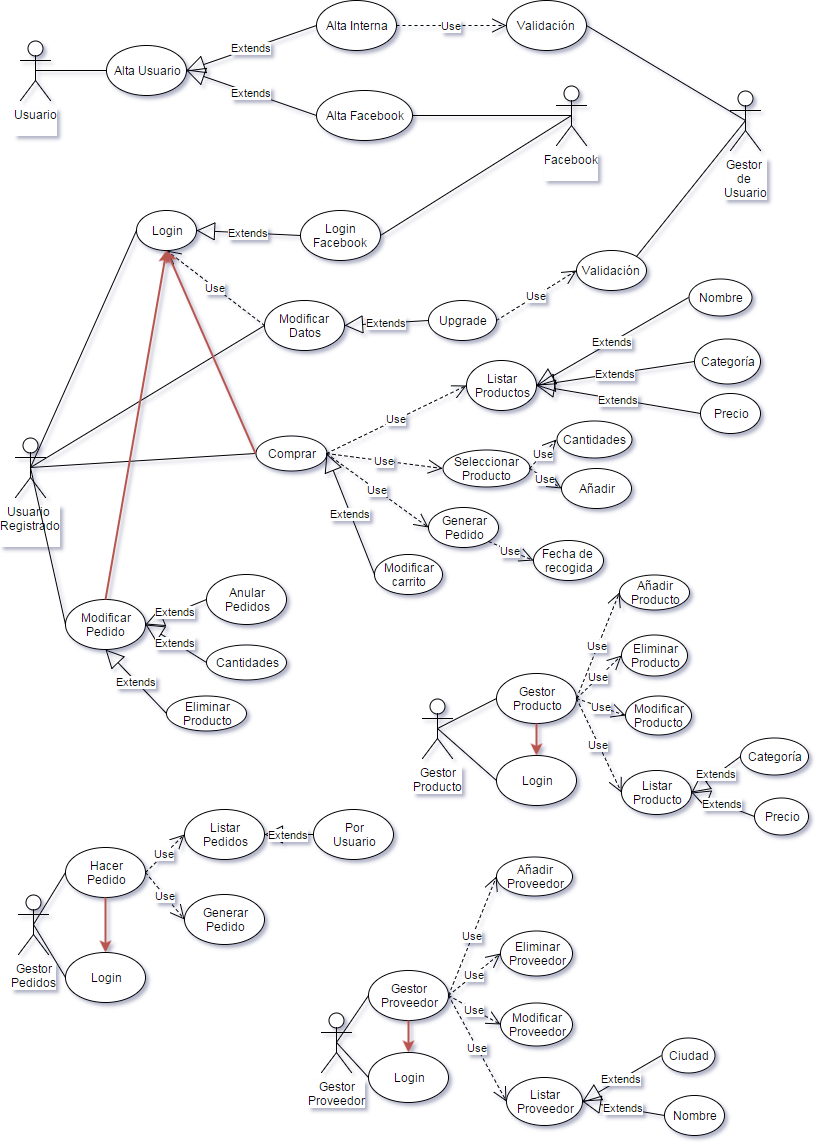 Alta Interna
Use
Validación
Extends
Alta Usuario
Usuario
Extends
Alta Facebook
Facebook
Gestor
de
Usuario
Login
Extends
Login
Facebook
Use
Validación
Use
Modificar
Datos
Extends
Upgrade
Nombre
Extends
Categoría
Listar
Productos
Extends
Extends
Precio
Use
Comprar
Use
Seleccionar
Producto
Use
Cantidades
Use
Añadir
Use
Generar
Pedido
Use
Fecha de
recogida
Extends
Modificar
carrito
Usuario
Registrado
Modificar
Pedido
Extends
Anular
Pedidos
Extends
Cantidades
Extends
Eliminar
Producto
Añadir
Producto
Use
Eliminar
Producto
Use
Gestor
Producto
Use
Modificar
Producto
Use
Gestor
Producto
Login
Listar
Producto
Extends
Categoría
Extends
Precio
Hacer
Pedido
Use
Listar
Pedidos
Extends
Por
Usuario
Use
Generar
Pedido
Gestor
Pedidos
Login
Añadir
Proveedor
Use
Eliminar
Proveedor
Use
Gestor
Proveedor
Use
Modificar
Proveedor
Use
Gestor
Proveedor
Login
Listar
Proveedor
Extends
Ciudad
Extends
Nombre